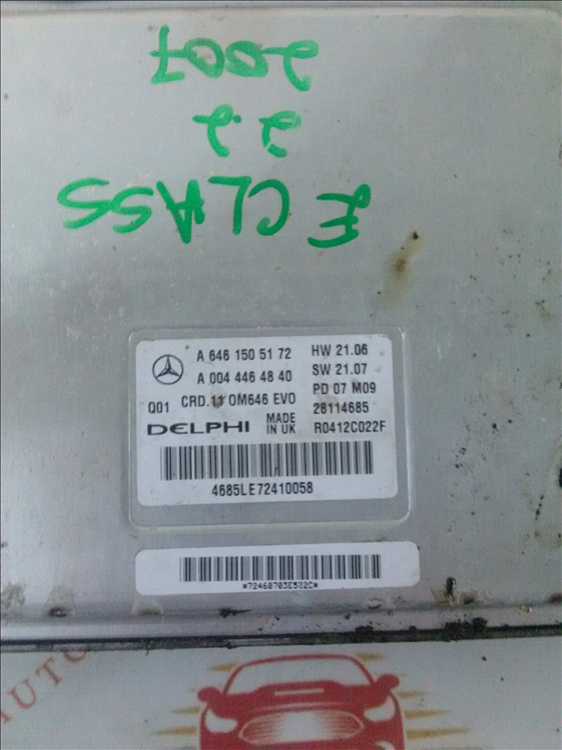 2007
2.2
E CLASS
A 646 150 51 72 HW 21.06
A 004 446 48 40 SW 21.07
Q01 CRD.11 OM646 EVO PD 07 M09
28114685
DELPHI MADE IN UK R0412C022F
4685LE72410058
AUTO